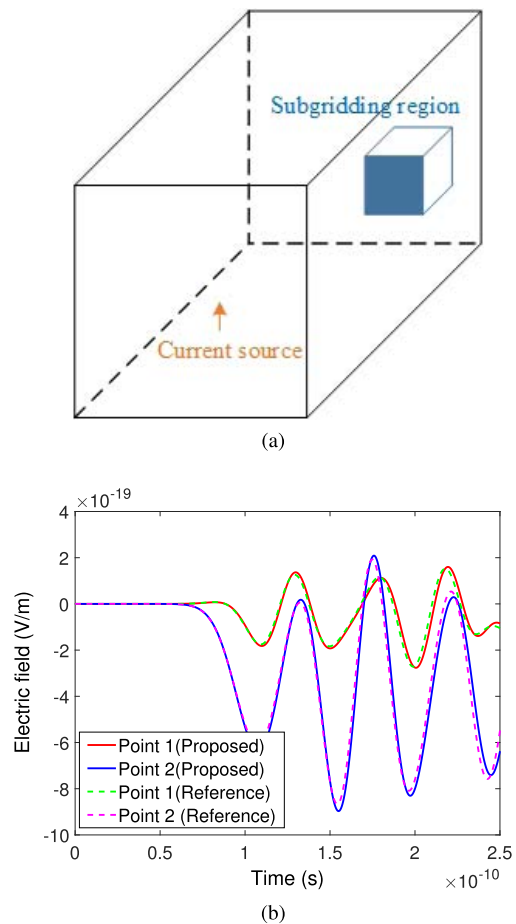 Subgridding region
Current source
(a)
×10⁻¹⁹
4
2
0
-2
-4
-6
-8
-10
Electric field (V/m)
Point 1(Proposed)
Point 2(Proposed)
Point 1(Reference)
Point 2 (Reference)
0 0.5 1 1.5 2 2.5
Time (s)
×10⁻¹⁰
(b)